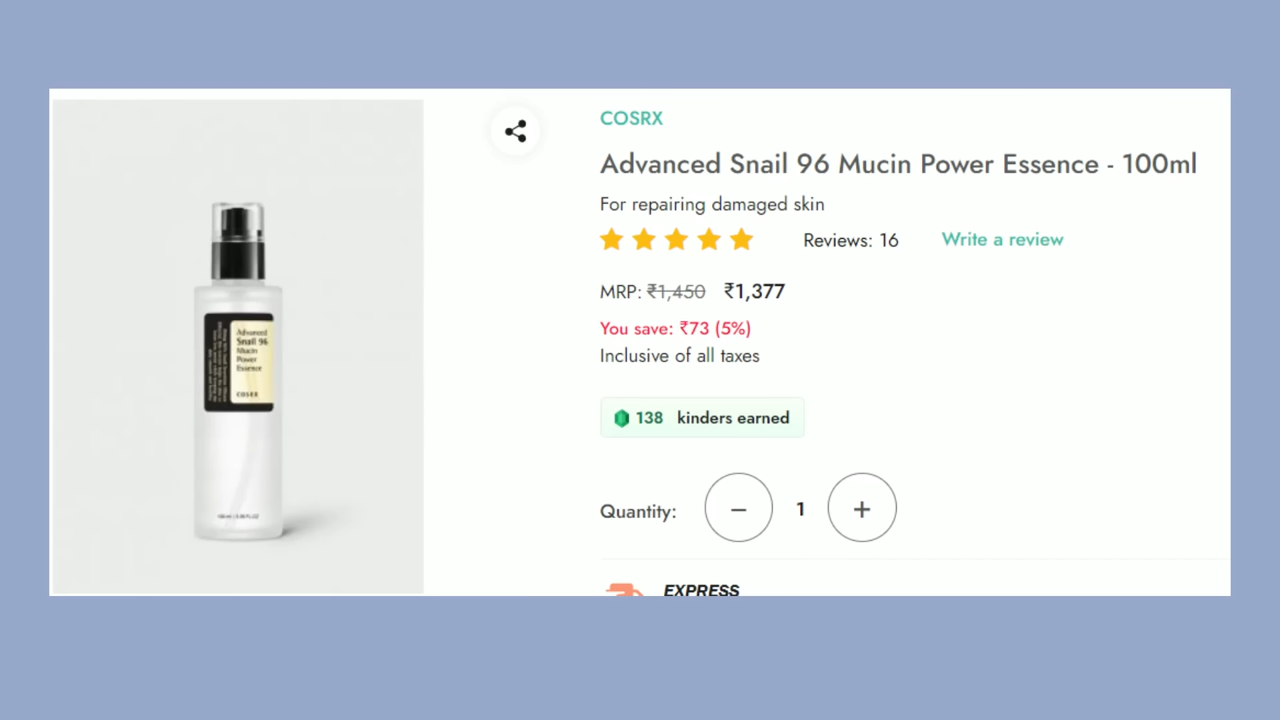 COSRX
Advanced Snail 96 Mucin Power Essence - 100ml
For repairing damaged skin
Reviews: 16 Write a review
MRP: ₹1,450 ₹1,377
You save: ₹73 (5%)
Inclusive of all taxes
138 kinders earned
Quantity: − 1 +
EXPRESS
Advanced
Snail 96
Mucin
Power
Essence
COSRX